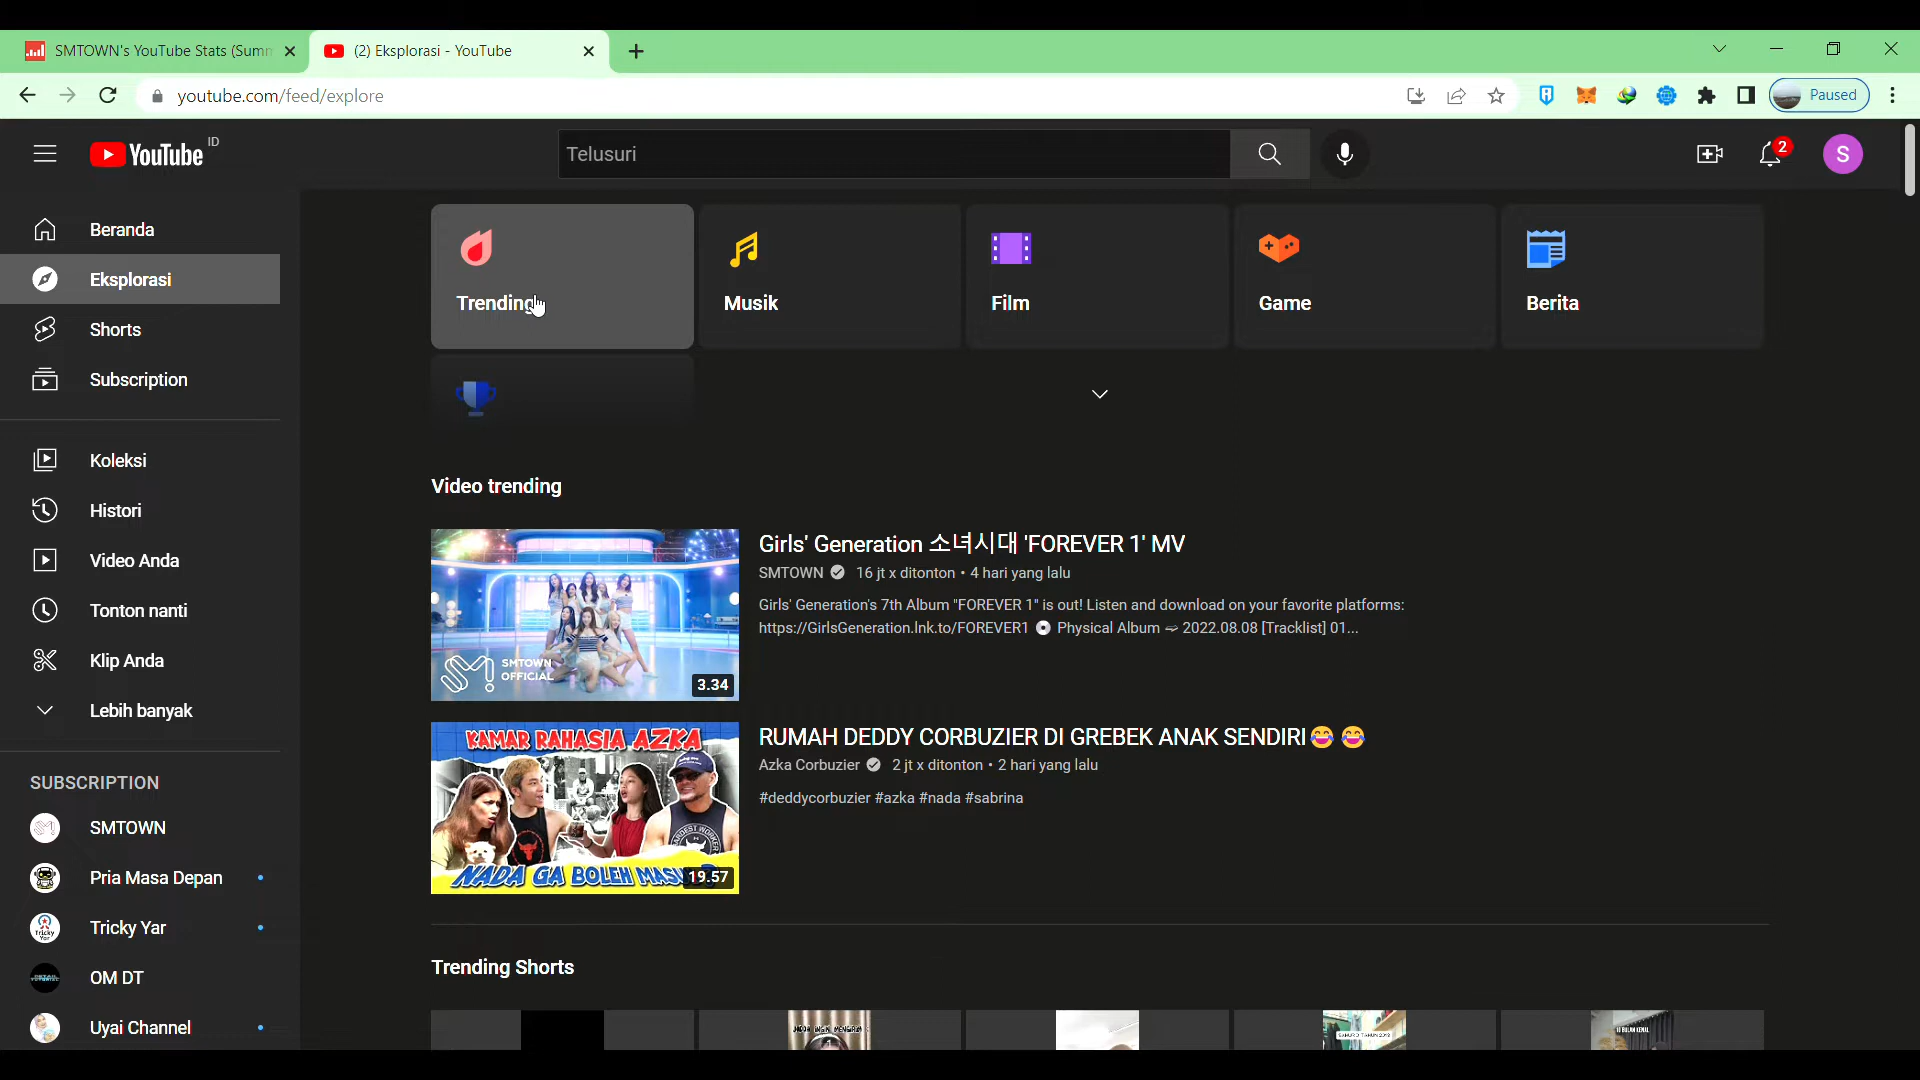 SMTOWN's YouTube Stats (Sum
(2) Eksplorasi - YouTube
youtube.com/feed/explore
Paused
YouTube ID
Telusuri
2
S
Beranda
Eksplorasi
Shorts
Subscription
Koleksi
Histori
Video Anda
Tonton nanti
Klip Anda
Lebih banyak
SUBSCRIPTION
SMTOWN
Pria Masa Depan
Tricky Yar
OM DT
Uyai Channel
Trending
Musik
Film
Game
Berita
Video trending
SMTOWN
OFFICIAL
3.34
Girls' Generation 소녀시대 'FOREVER 1' MV
SMTOWN 16 jt x ditonton • 4 hari yang lalu
Girls' Generation's 7th Album "FOREVER 1" is out! Listen and download on your favorite platforms:
https://GirlsGeneration.lnk.to/FOREVER1 💿 Physical Album ➫ 2022.08.08 [Tracklist] 01...
KAMAR RAHASIA AZKA
NADA GA BOLEH
19.57
RUMAH DEDDY CORBUZIER DI GREBEK ANAK SENDIRI😂 😂
Azka Corbuzier 2 jt x ditonton • 2 hari yang lalu
#deddycorbuzier #azka #nada #sabrina
Trending Shorts